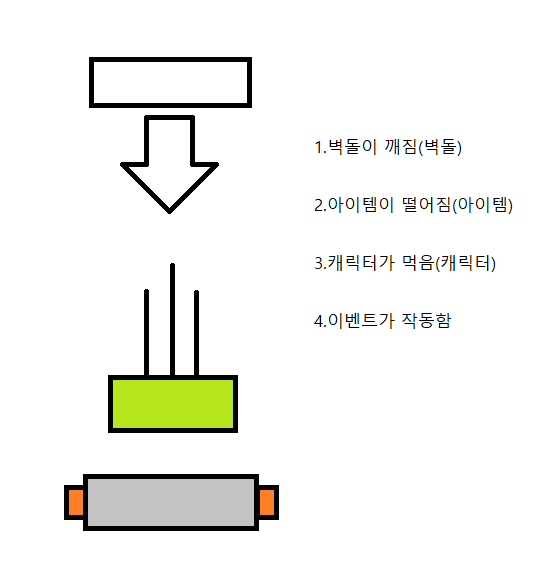 1.벽돌이 깨짐(벽돌)
2.아이템이 떨어짐(아이템)
3.캐릭터가 먹음(캐릭터)
4.이벤트가 작동함